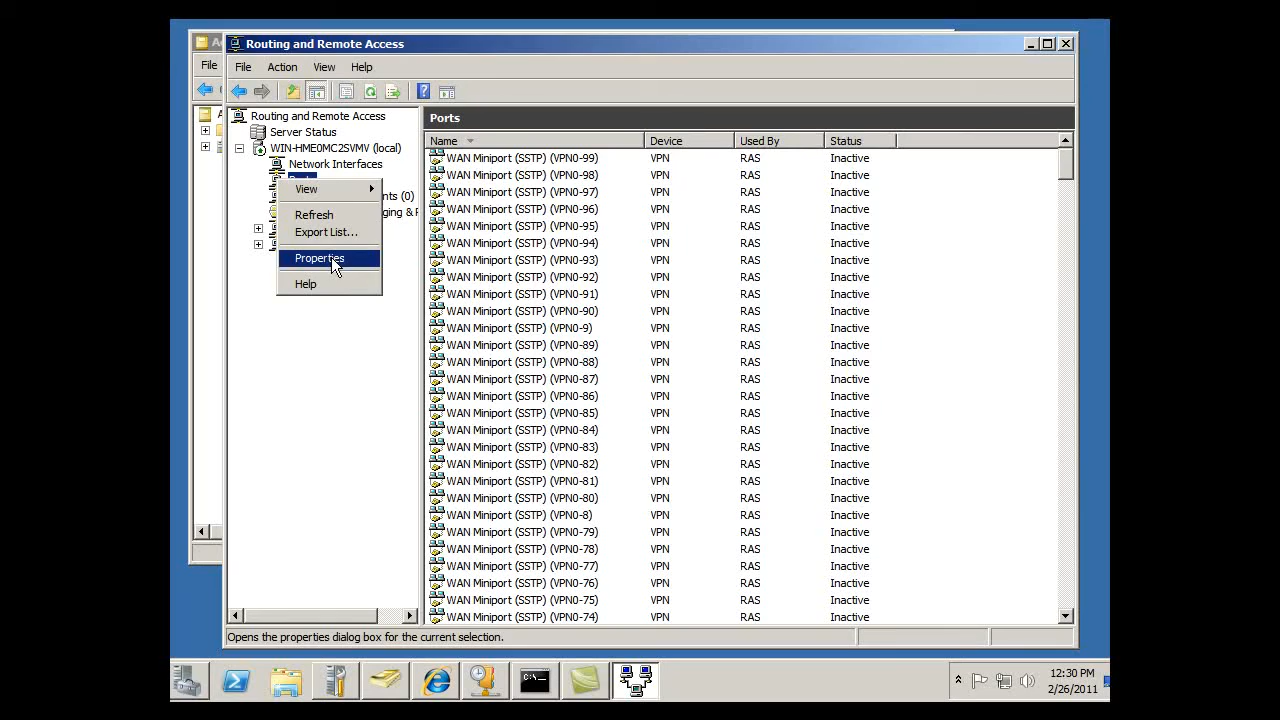 A
Routing and Remote Access
File
File Action View Help
A
Routing and Remote Access
Server Status
WIN-HME0MC2SVMV (local)
Network Interfaces
nts (0)
ging & F
View
Refresh
Export List...
Properties
Help
Ports
Name Device Used By Status
WAN Miniport (SSTP) (VPN0-99) VPN RAS Inactive
WAN Miniport (SSTP) (VPN0-98) VPN RAS Inactive
WAN Miniport (SSTP) (VPN0-97) VPN RAS Inactive
WAN Miniport (SSTP) (VPN0-96) VPN RAS Inactive
WAN Miniport (SSTP) (VPN0-95) VPN RAS Inactive
WAN Miniport (SSTP) (VPN0-94) VPN RAS Inactive
WAN Miniport (SSTP) (VPN0-93) VPN RAS Inactive
WAN Miniport (SSTP) (VPN0-92) VPN RAS Inactive
WAN Miniport (SSTP) (VPN0-91) VPN RAS Inactive
WAN Miniport (SSTP) (VPN0-90) VPN RAS Inactive
WAN Miniport (SSTP) (VPN0-9) VPN RAS Inactive
WAN Miniport (SSTP) (VPN0-89) VPN RAS Inactive
WAN Miniport (SSTP) (VPN0-88) VPN RAS Inactive
WAN Miniport (SSTP) (VPN0-87) VPN RAS Inactive
WAN Miniport (SSTP) (VPN0-86) VPN RAS Inactive
WAN Miniport (SSTP) (VPN0-85) VPN RAS Inactive
WAN Miniport (SSTP) (VPN0-84) VPN RAS Inactive
WAN Miniport (SSTP) (VPN0-83) VPN RAS Inactive
WAN Miniport (SSTP) (VPN0-82) VPN RAS Inactive
WAN Miniport (SSTP) (VPN0-81) VPN RAS Inactive
WAN Miniport (SSTP) (VPN0-80) VPN RAS Inactive
WAN Miniport (SSTP) (VPN0-8) VPN RAS Inactive
WAN Miniport (SSTP) (VPN0-79) VPN RAS Inactive
WAN Miniport (SSTP) (VPN0-78) VPN RAS Inactive
WAN Miniport (SSTP) (VPN0-77) VPN RAS Inactive
WAN Miniport (SSTP) (VPN0-76) VPN RAS Inactive
WAN Miniport (SSTP) (VPN0-75) VPN RAS Inactive
WAN Miniport (SSTP) (VPN0-74) VPN RAS Inactive
Opens the properties dialog box for the current selection.
12:30 PM
2/26/2011